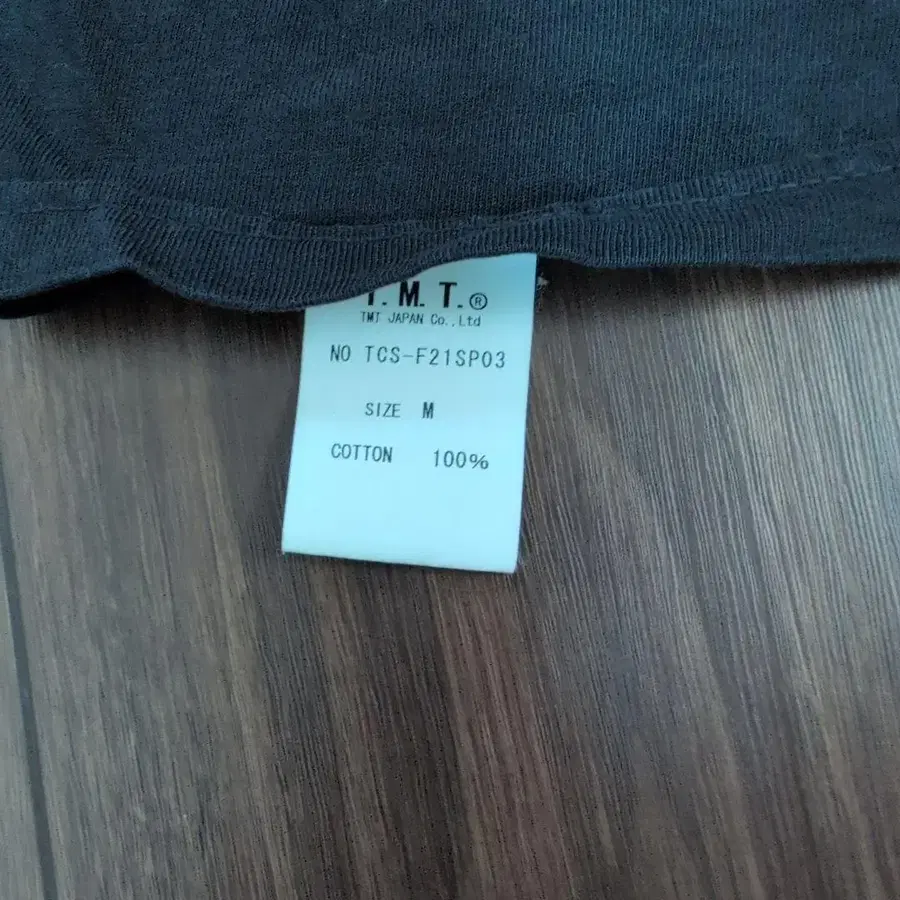 T. M. T.®
TMT JAPAN Co.,Ltd
NO TCS-F21SP03
SIZE M
COTTON 100%